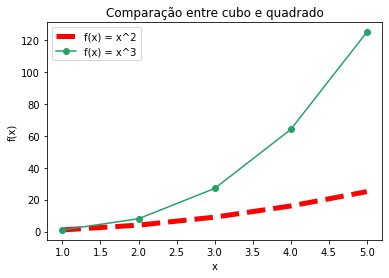 Comparação entre cubo e quadrado
f(x) = x^2
f(x) = x^3
120
100
80
60
40
20
0
f(x)
1.0 1.5 2.0 2.5 3.0 3.5 4.0 4.5 5.0
x